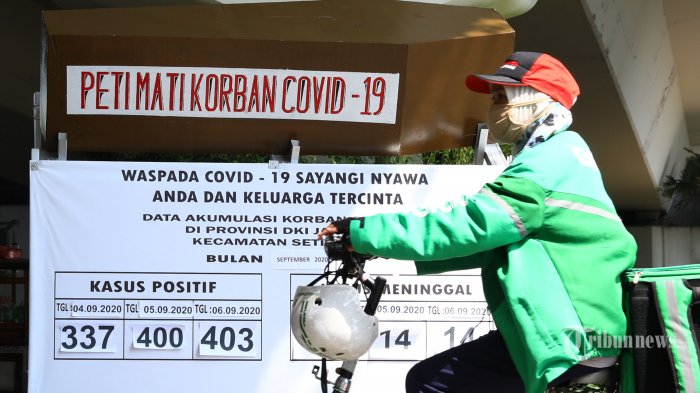 PETI MATI KORBAN COVID-19
WASPADA COVID - 19 SAYANGI NYAWA
ANDA DAN KELUARGA TERCINTA
DATA AKUMULASI KORBAN
DI PROVINSI DKI
KECAMATAN
BULAN SEPTEMBER 2020
KASUS POSITIF MENINGGAL
TGL :04.09.2020 TGL :05.09.2020 TGL :06.09.2020 .05.09.2020 TGL :06.09.2020
337 400 403 14 14
Tribunnews